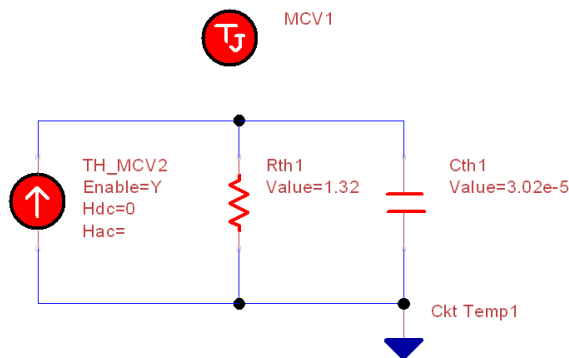 MCV1
TJ
TH_MCV2
Enable=Y
Hdc=0
Hac=
Rth1
Value=1.32
Cth1
Value=3.02e-5
Ckt Temp1